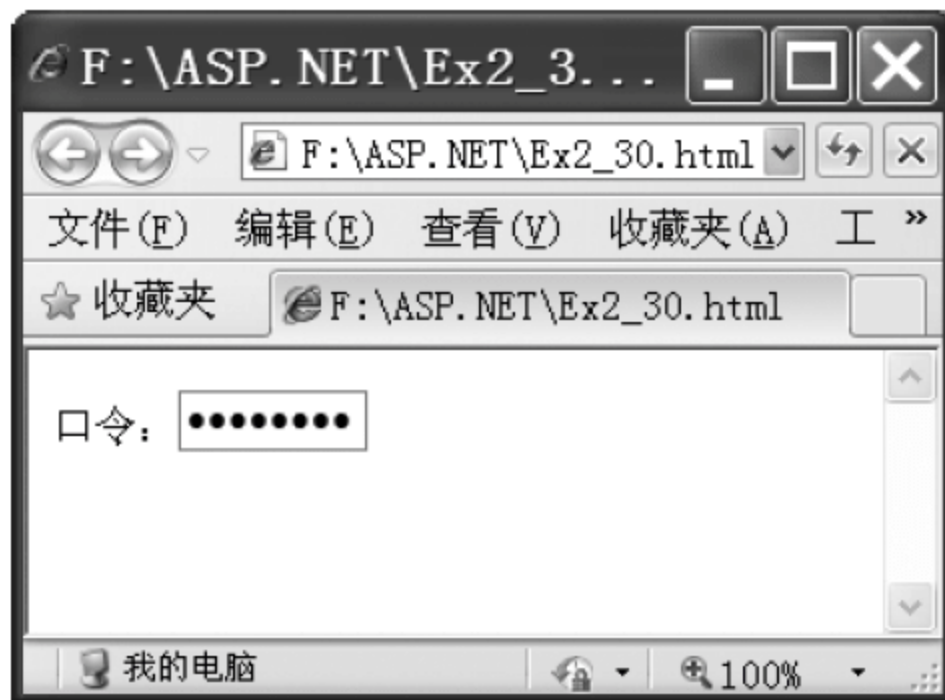 F:\ASP.NET\Ex2_3...
F:\ASP.NET\Ex2_30.html
文件(F) 编辑(E) 查看(V) 收藏夹(A) 工 »
收藏夹 F:\ASP.NET\Ex2_30.html
口令：••••••••
我的电脑 100%